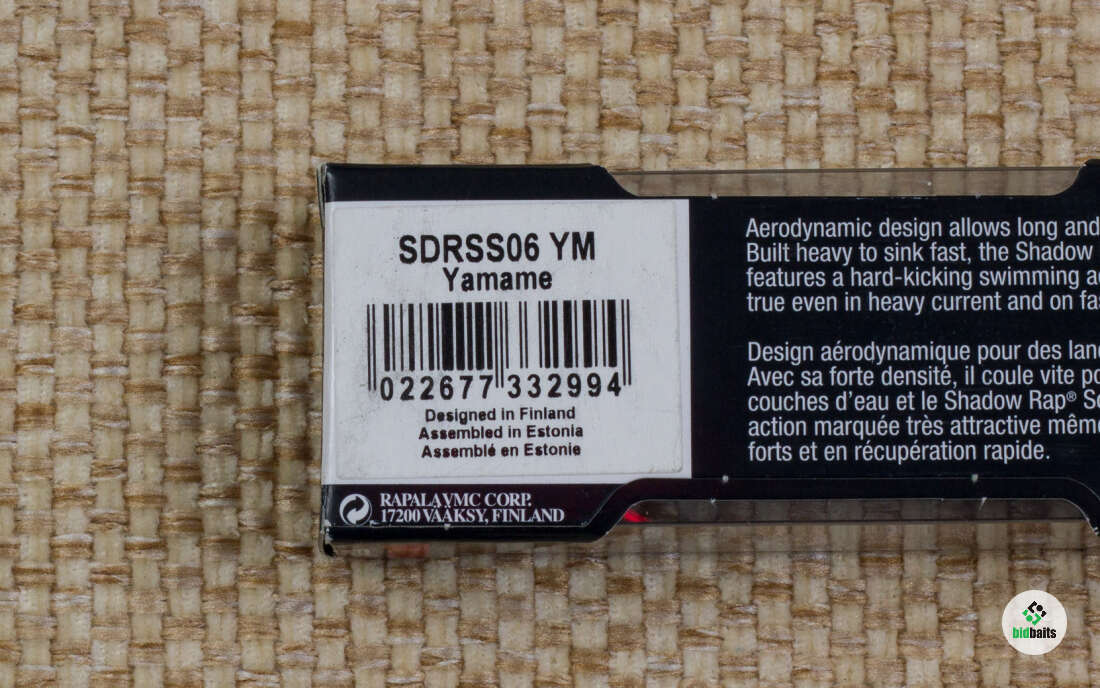 SDRSS06 YM
Yamame
022677 332994
Designed in Finland
Assembled in Estonia
Assemblé en Estonie
RAPALA VMC CORP.
17200 VÄÄKSY, FINLAND
Aerodynamic design allows long and
Built heavy to sink fast, the Shadow
features a hard-kicking swimming
true even in heavy current and on
Design aérodynamique pour des
Avec sa forte densité, il coule vite
couches d'eau et le Shadow Rap®
action marquée très attractive même
forts et en récupération rapide.
bidbaits